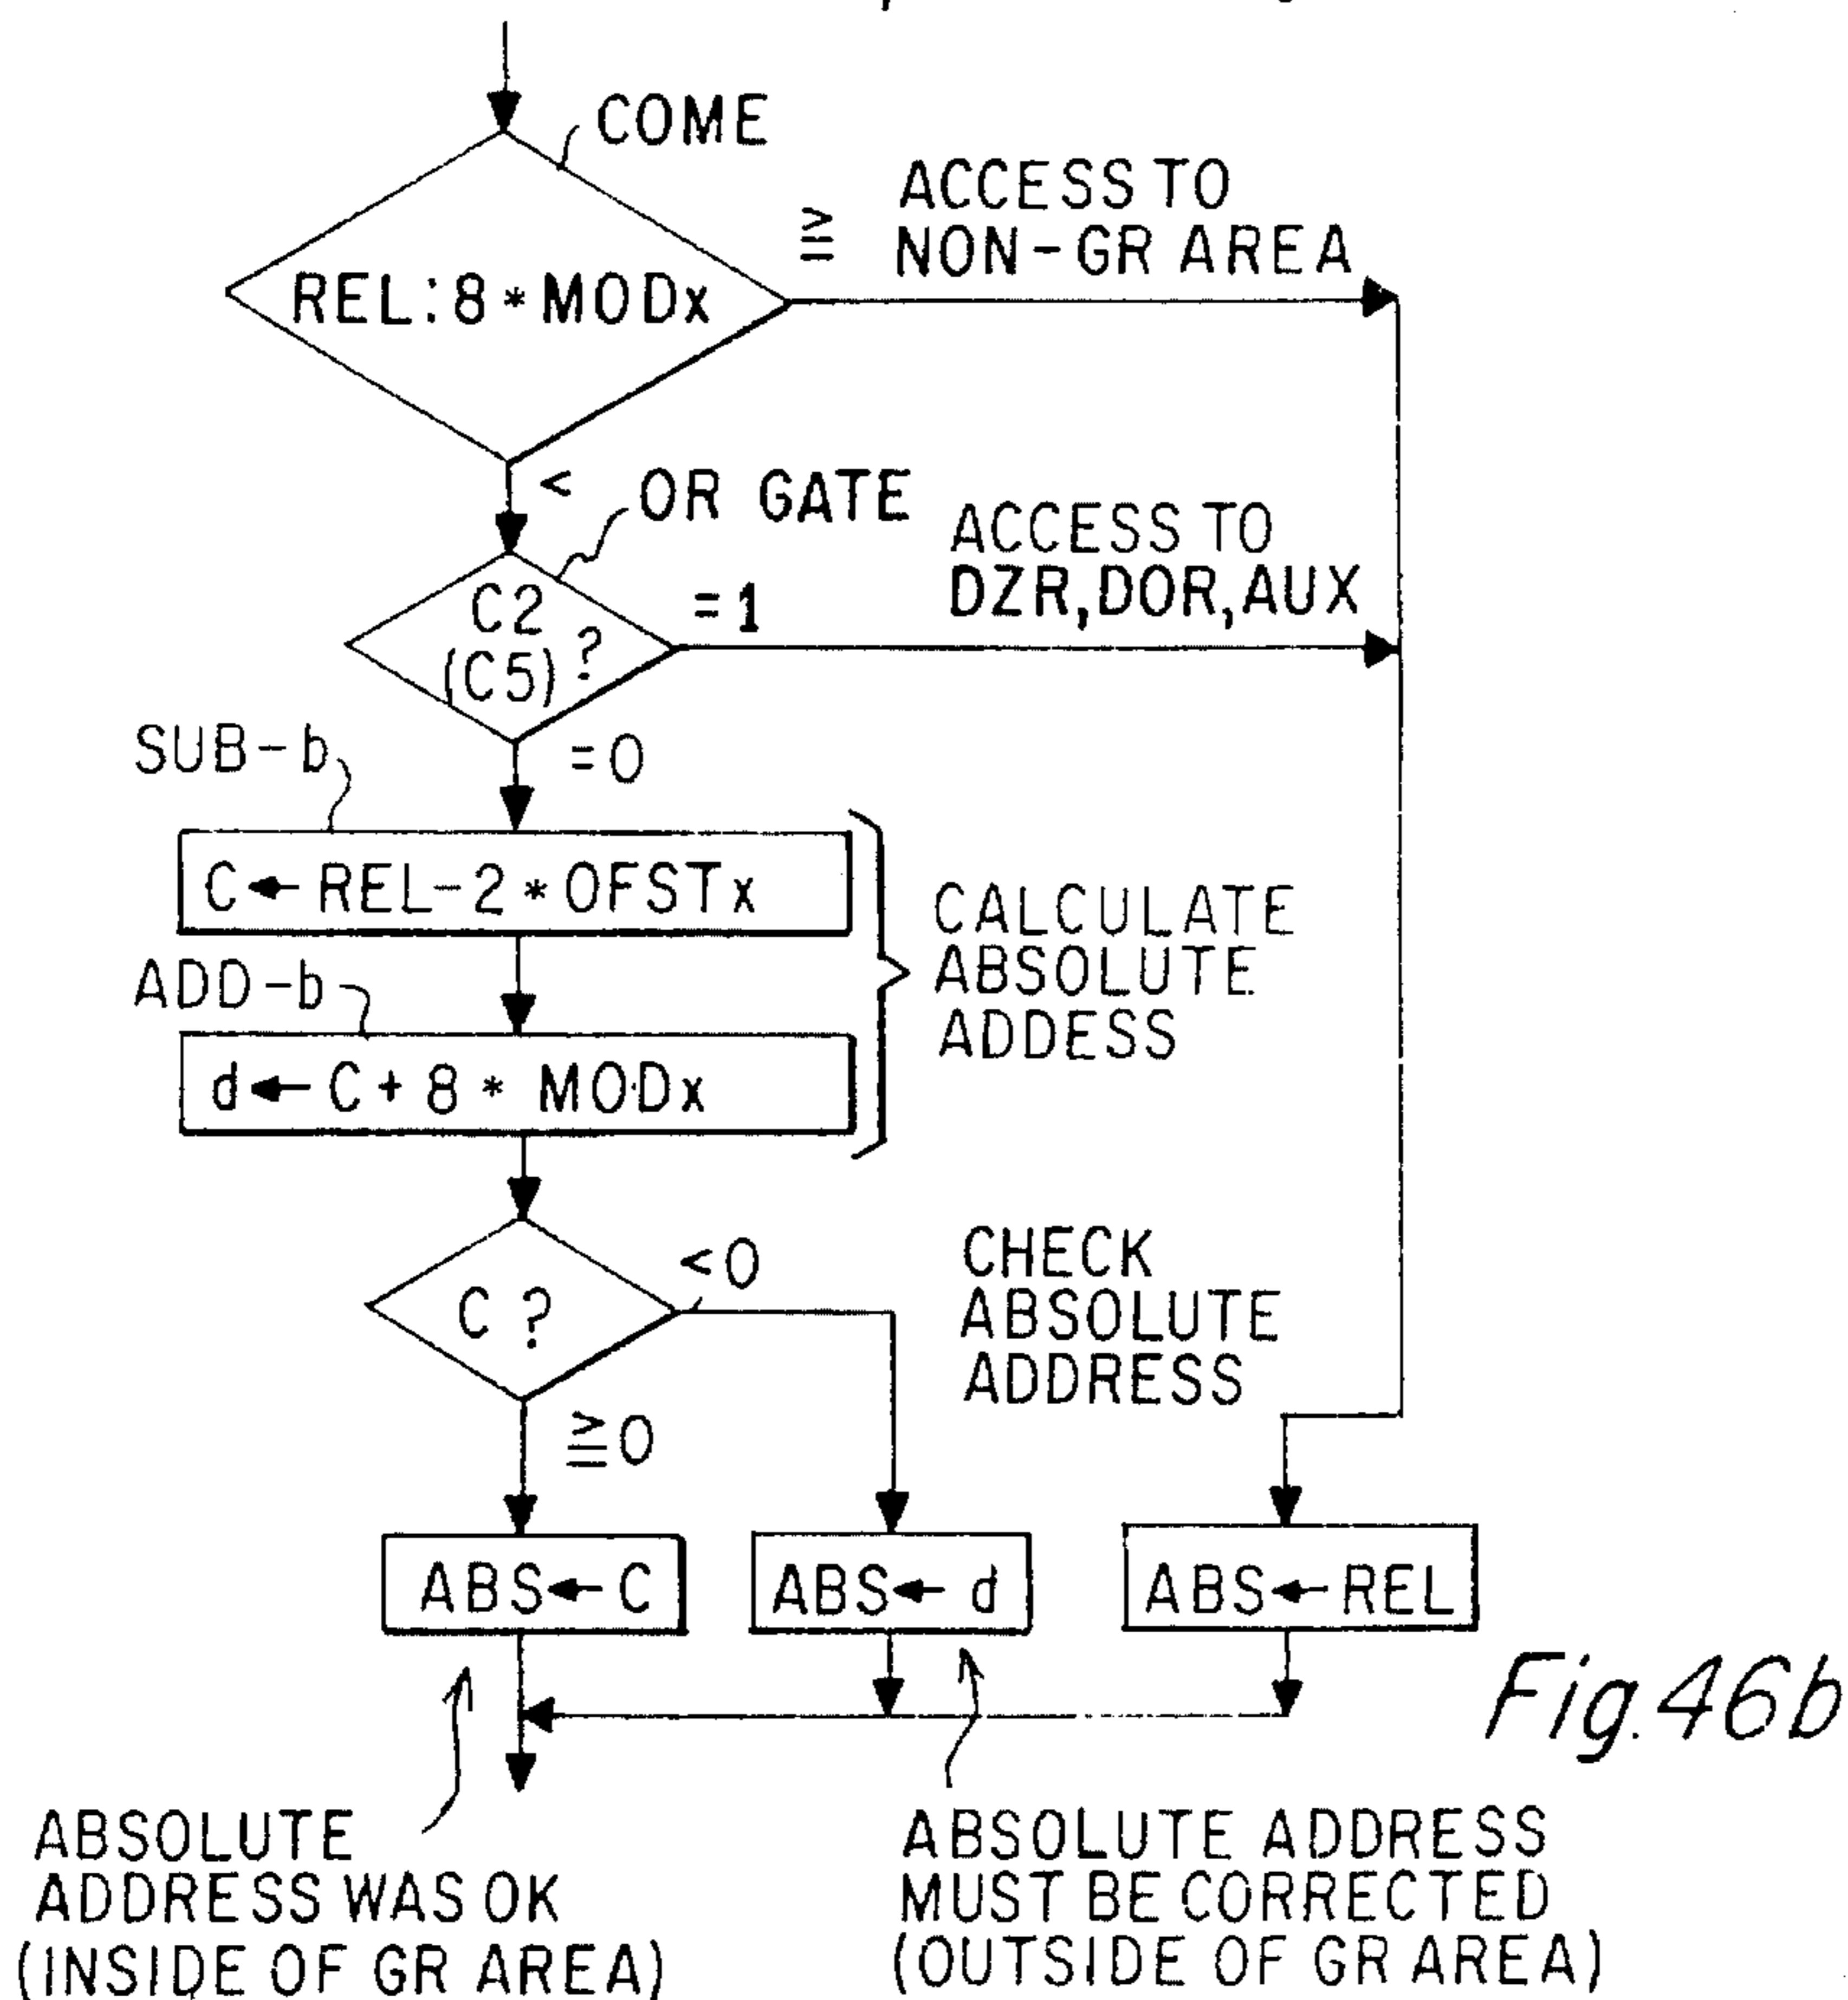 COME
ACCESS TO
≧ NON-GR AREA
REL:8*MODx
<
OR GATE
ACCESS TO
DZR,DOR,AUX
C2
(C5) ?
=1
SUB-b
=0
C←REL-2*OFSTx
CALCULATE
ABSOLUTE
ADDESS
ADD-b
d←C+8* MODx
<0
C ?
CHECK
ABSOLUTE
ADDRESS
≧0
ABS←C
ABS←d
ABS←REL
Fig.46b
ABSOLUTE
ADDRESS WAS OK
(INSIDE OF GR AREA)
ABSOLUTE ADDRESS
MUST BE CORRECTED
(OUTSIDE OF GR AREA)